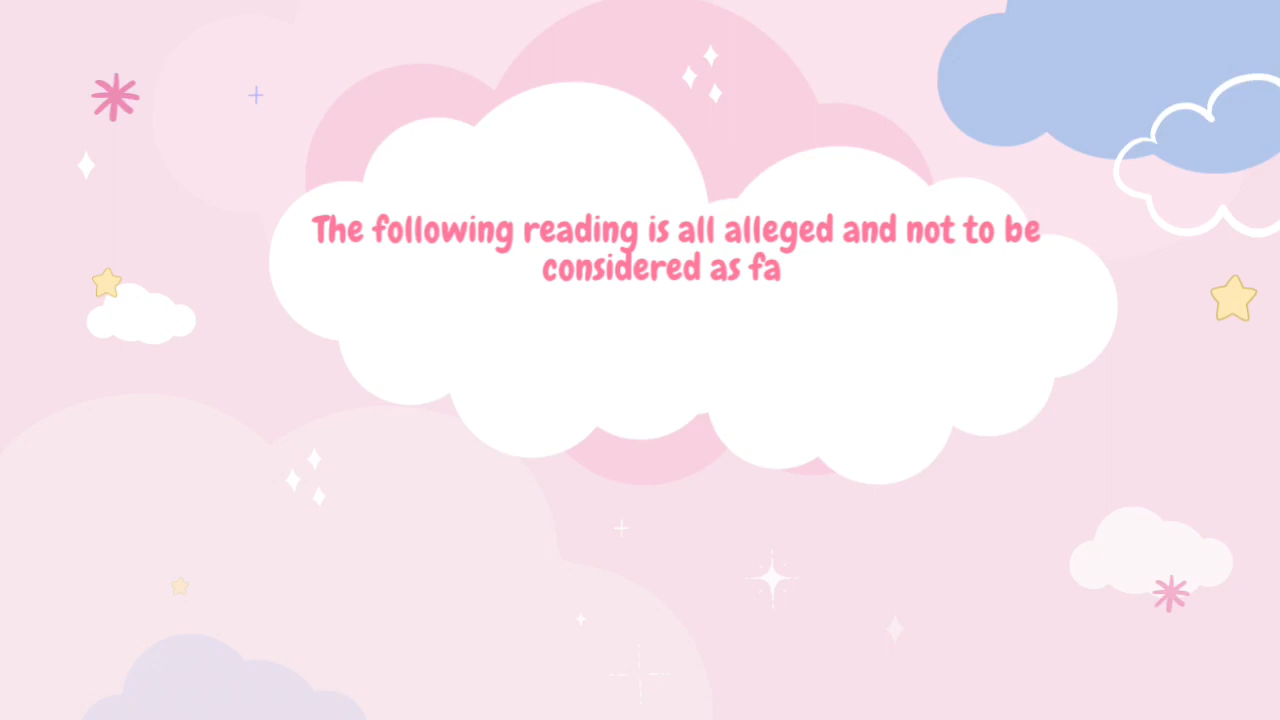 The following reading is all alleged and not to be
considered as fa